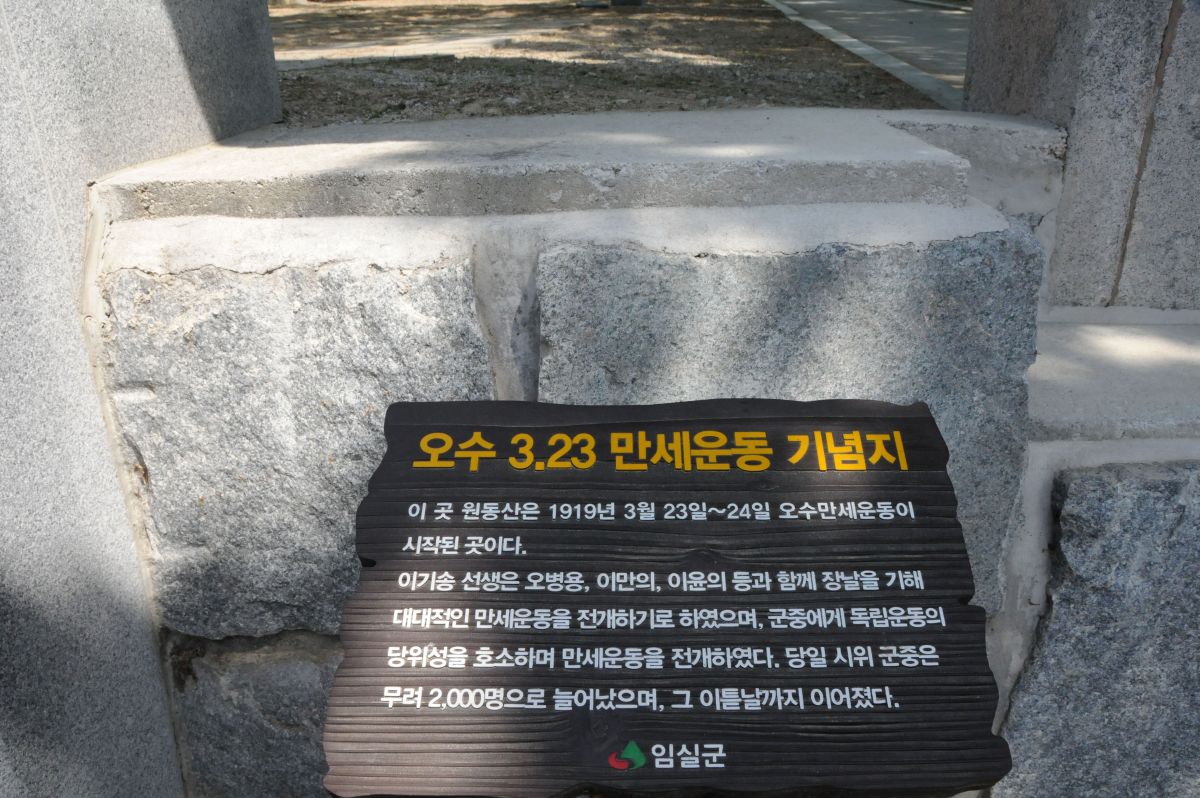 오수 3.23 만세운동 기념지
이 곳 원동산은 1919년 3월 23일~24일 오수만세운동이
시작된 곳이다.
이기송 선생은 오병용, 이만의, 이윤의 등과 함께 장날을 기해
대대적인 만세운동을 전개하기로 하였으며, 군중에게 독립운동의
당위성을 호소하며 만세운동을 전개하였다. 당일 시위 군중은
무려 2,000명으로 늘어났으며, 그 이튿날까지 이어졌다.
임실군